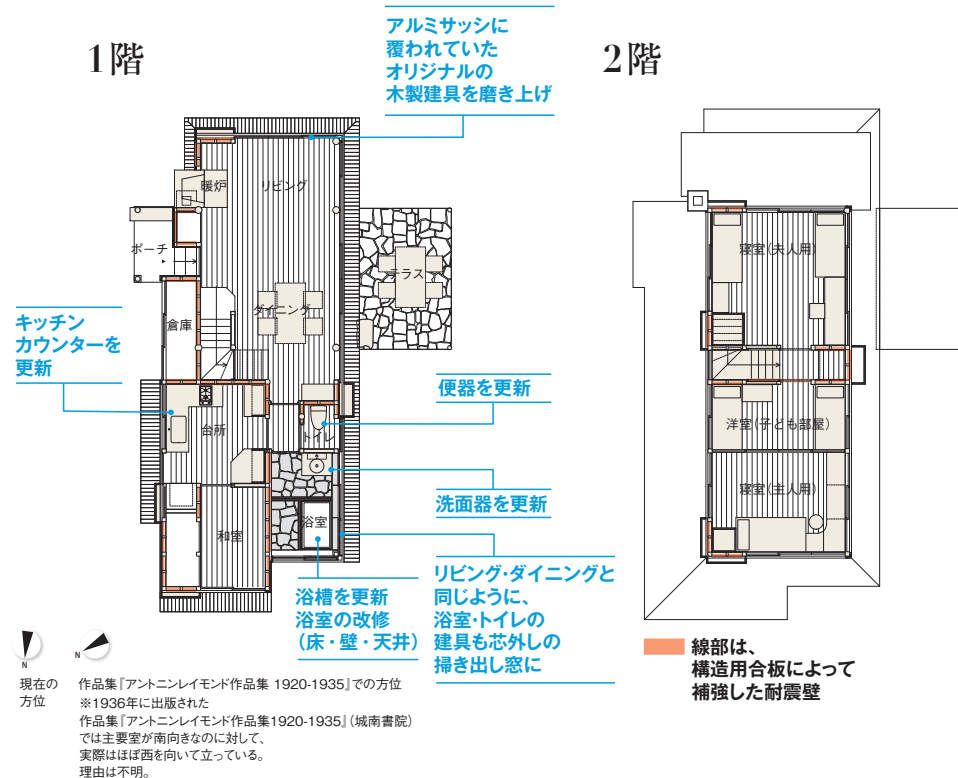 1階
2階
アルミサッシに
覆われていた
オリジナルの
木製建具を磨き上げ
暖炉
リビング
ポーチ
テラス
ダイニング
倉庫
キッチン
カウンターを
更新
台所
トイレ
便器を更新
洗面器を更新
浴室
和室
浴槽を更新
浴室の改修
（床・壁・天井）
リビング・ダイニングと
同じように、
浴室・トイレの
建具も芯外しの
掃き出し窓に
寝室（夫人用）
洋室（子ども部屋）
寝室（主人用）
線部は、
構造用合板によって
補強した耐震壁
N
現在の
方位
N
作品集『アントニンレイモンド作品集 1920-1935』での方位
※1936年に出版された
作品集『アントニンレイモンド作品集1920-1935』（城南書院）
では主要室が南向きなのに対して、
実際はほぼ西を向いて立っている。
理由は不明。